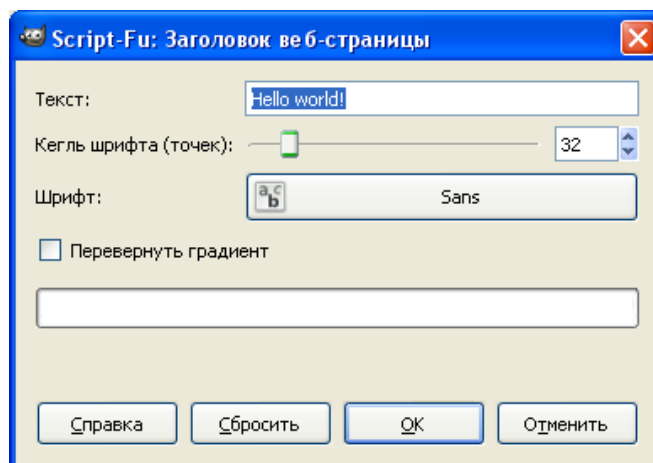 Script-Fu: Заголовок веб-страницы
Текст: Hello world!
Кегль шрифта (точек): 32
Шрифт: abc Sans
Перевернуть градиент
Справка Сбросить OK Отменить